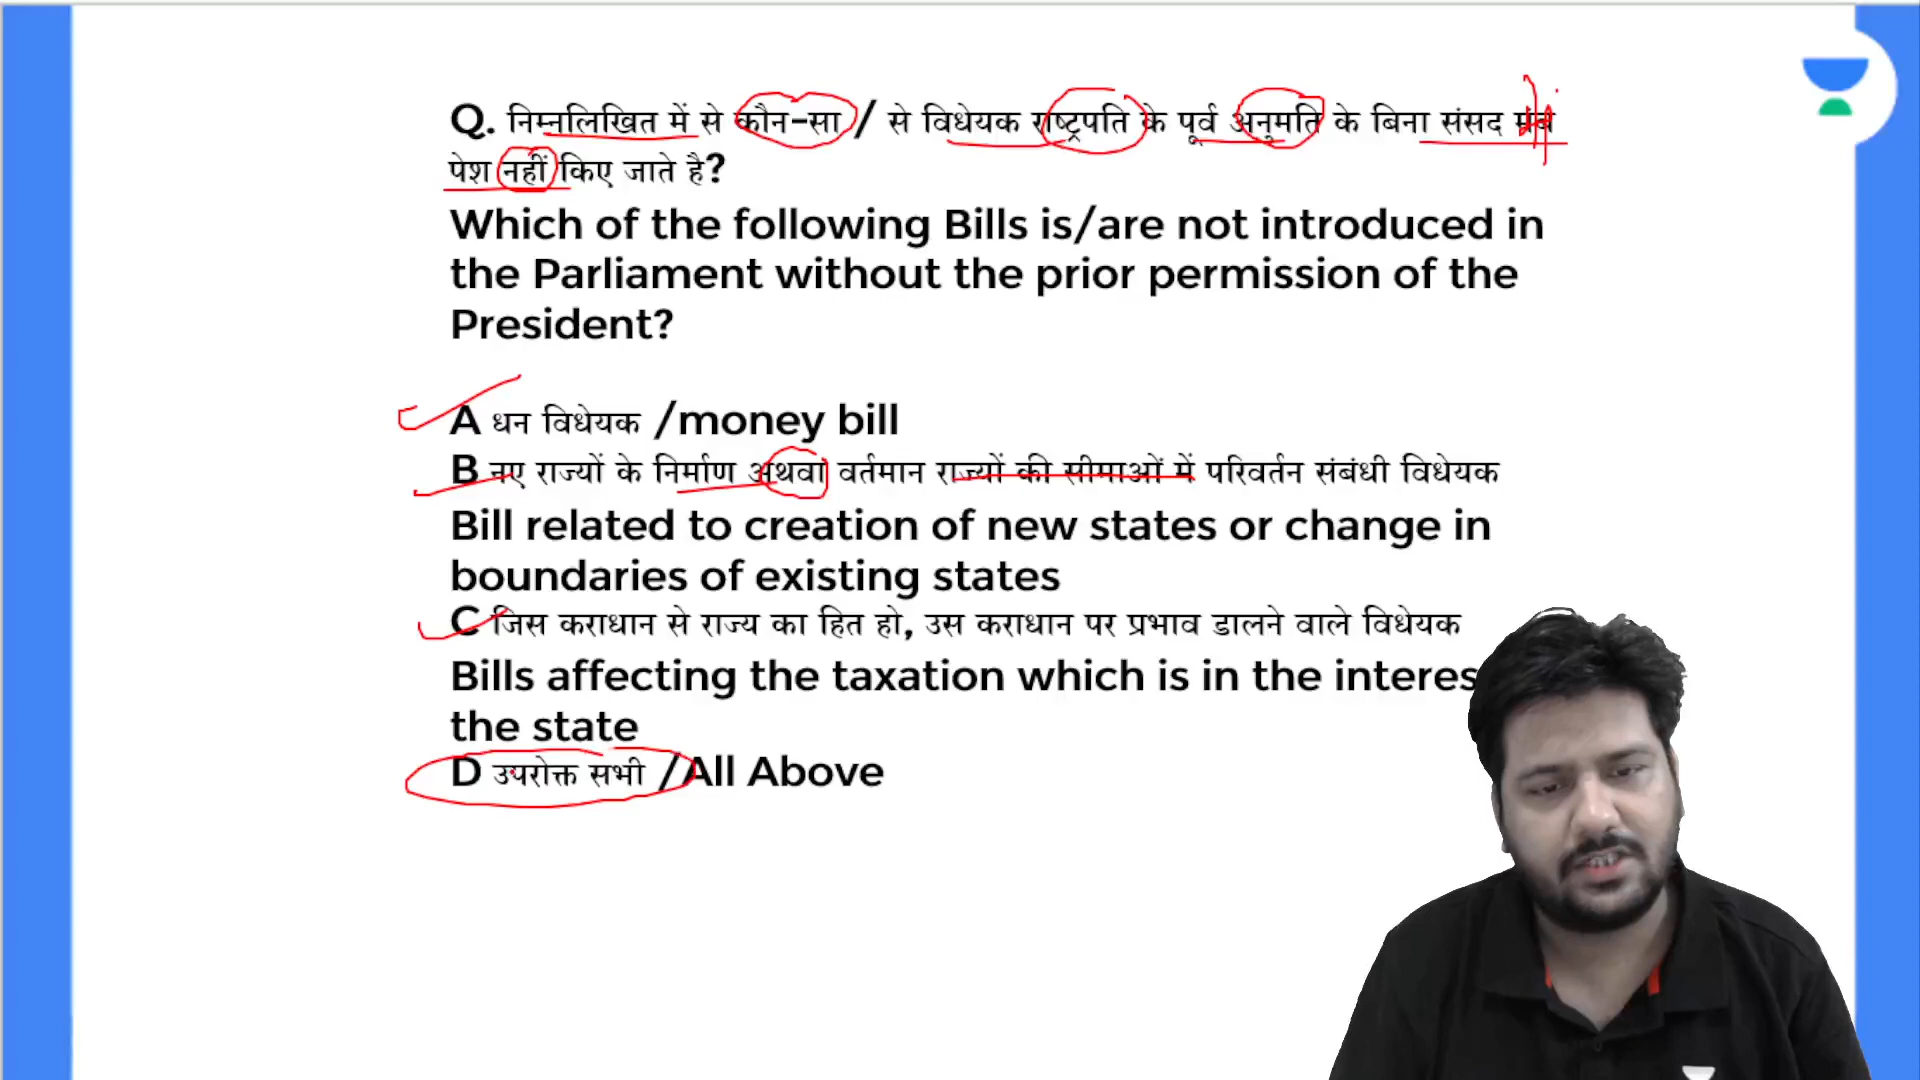 Q. निम्नलिखित में से कौन-सा / से विधेयक राष्ट्रपति के पूर्व अनुमति के बिना संसद
पेश नहीं किए जाते है?
Which of the following Bills is/are not introduced in
the Parliament without the prior permission of the
President?
A धन विधेयक /money bill
B नए राज्यों के निर्माण अथवा वर्तमान राज्यों की सीमाओं में परिवर्तन संबंधी विधेयक
Bill related to creation of new states or change in
boundaries of existing states
C जिस कराधान से राज्य का हित हो, उस कराधान पर प्रभाव डालने वाले विधेयक
Bills affecting the taxation which is in the interes
the state
D उपरोक्त सभी /All Above